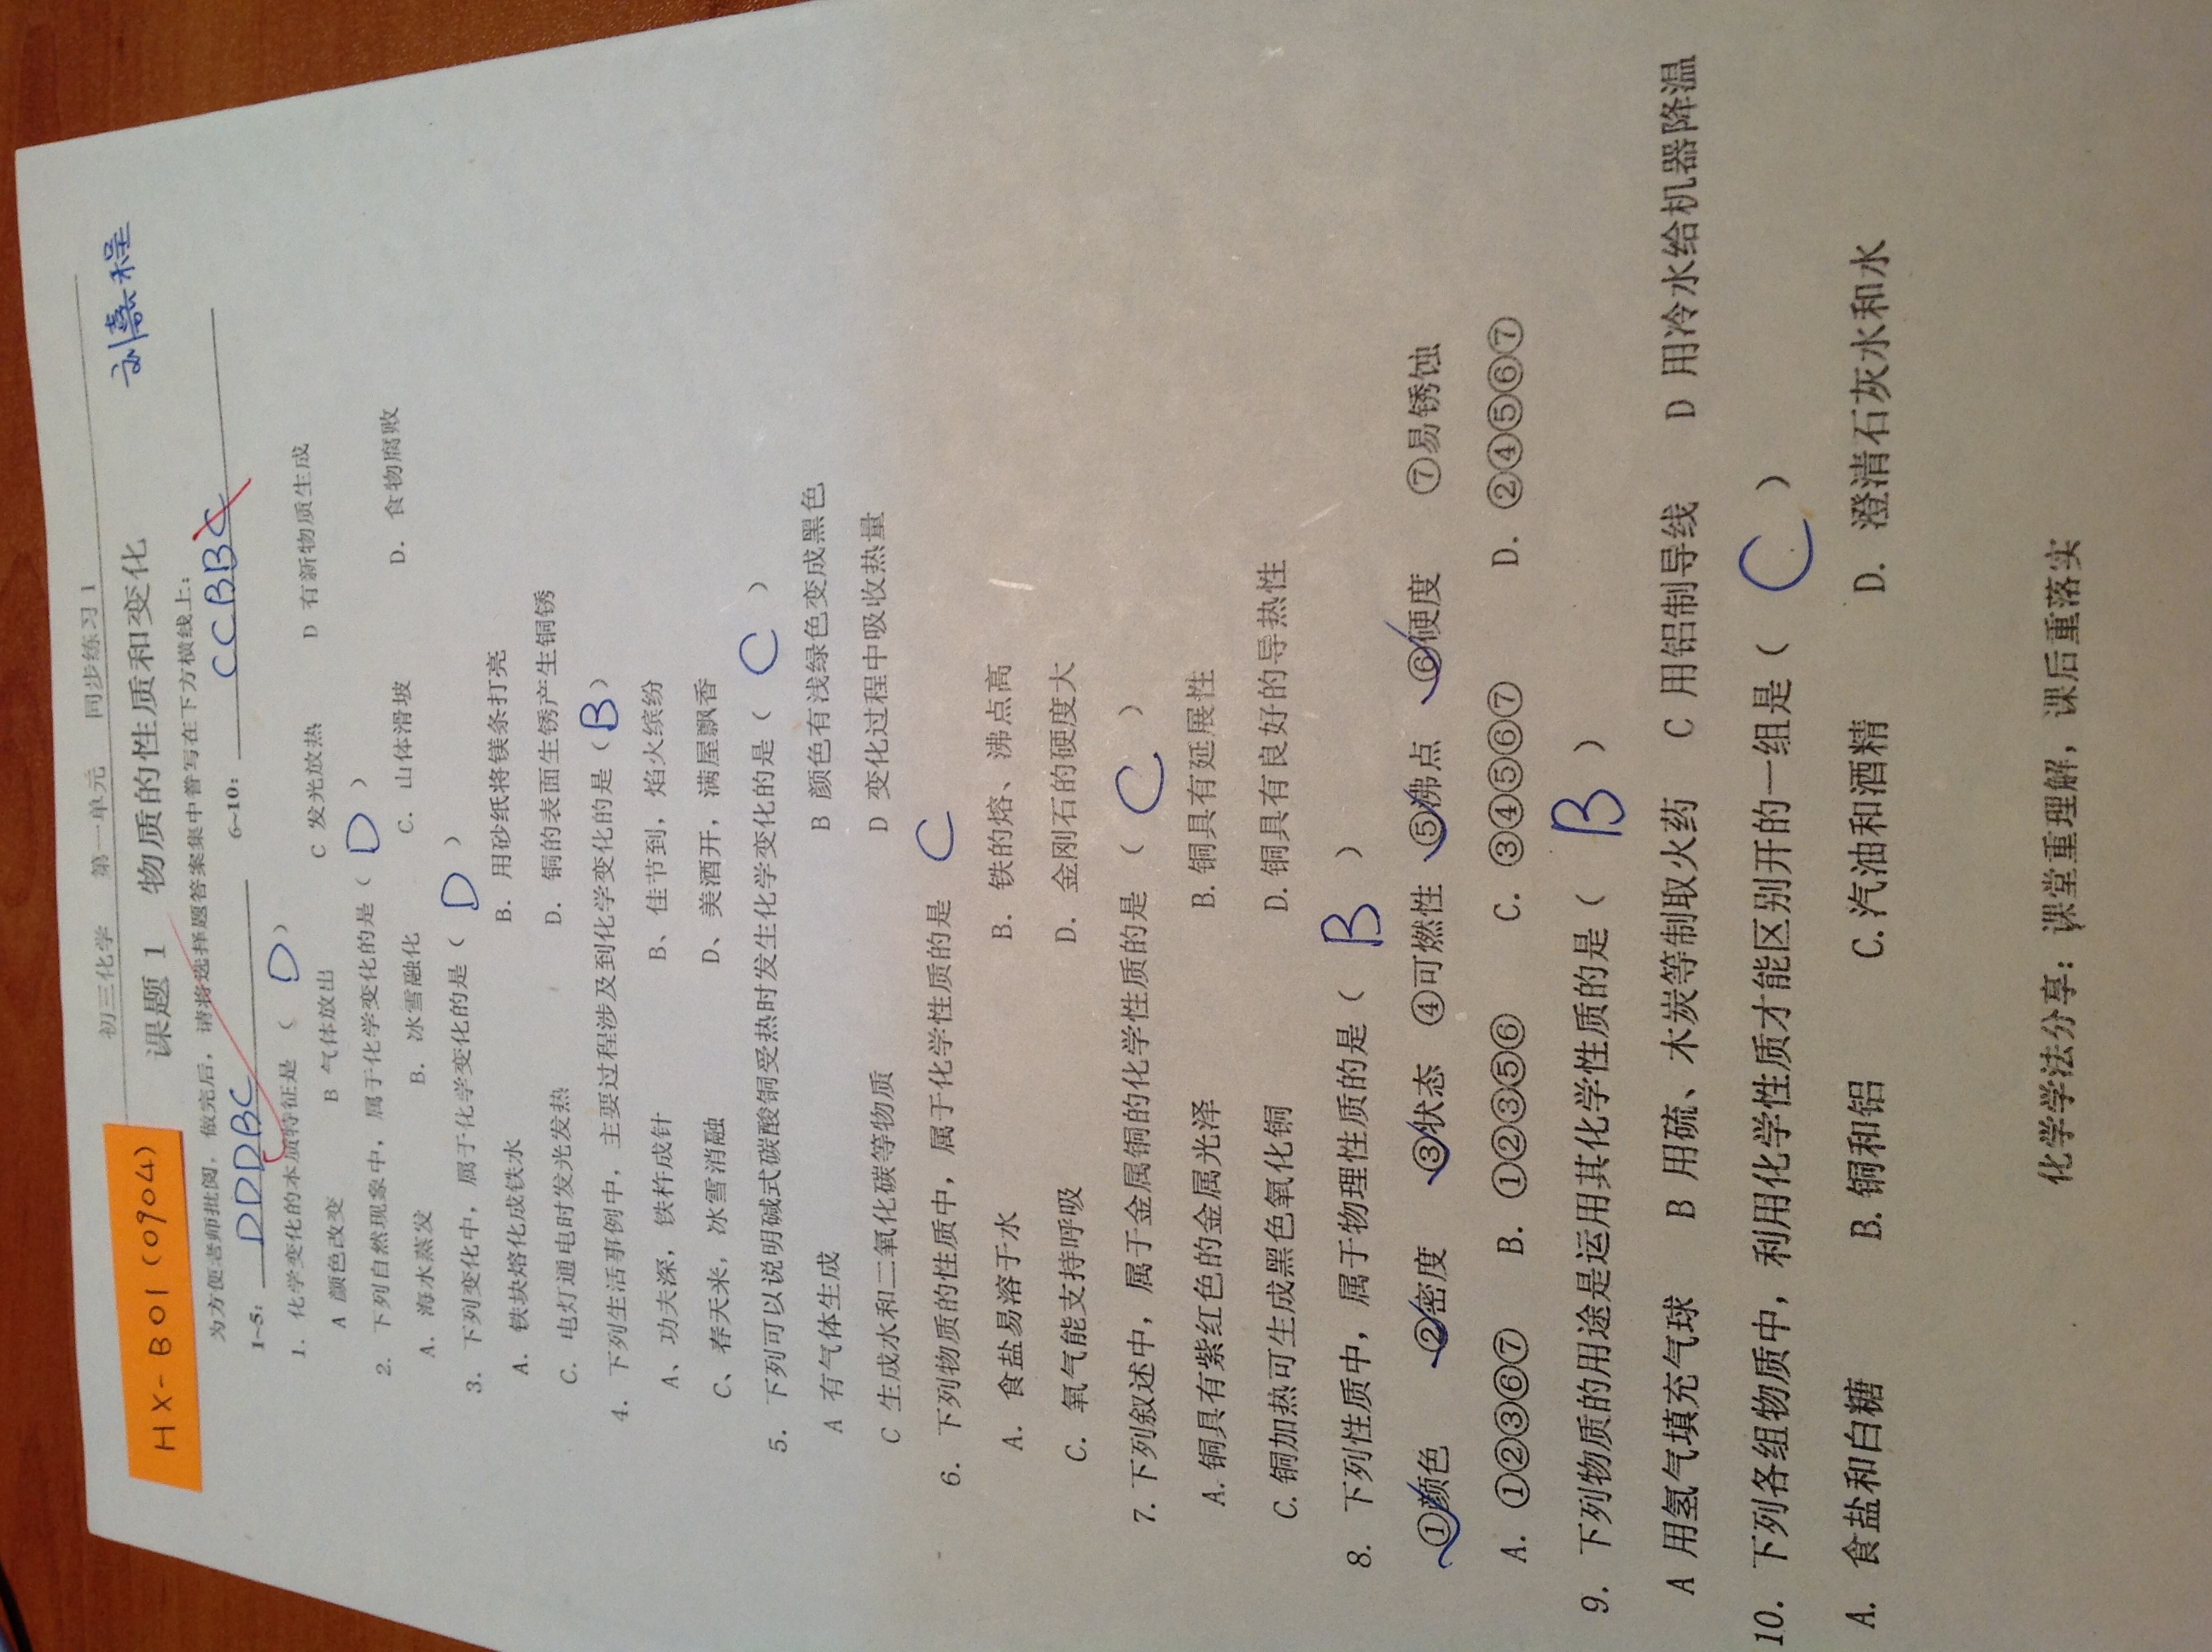 初三化学 第一单元 同步练习1
HX-B01(0904)
课题1 物质的性质和变化
刘嘉程
为方便老师批阅，做完后，请将选择题答案集中誊写在下方横线上：
1~5：DDDBC 6~10：CCBBC
1. 化学变化的本质特征是（ D ）
A 颜色改变 B 气体放出 C 发光放热 D 有新物质生成
2. 下列自然现象中，属于化学变化的是（ D ）
A. 海水蒸发 B. 冰雪融化 C. 山体滑坡 D. 食物腐败
3. 下列变化中，属于化学变化的是（ D ）
A. 铁块熔化成铁水 B. 用砂纸将镁条打亮
C. 电灯通电时发光发热 D. 铜的表面生锈产生铜锈
4. 下列生活事例中，主要过程涉及到化学变化的是（B）
A、功夫深，铁杵成针 B、佳节到，焰火缤纷
C、春天来，冰雪消融 D、美酒开，满屋飘香
5. 下列可以说明碱式碳酸铜受热时发生化学变化的是（ C ）
A 有气体生成 B 颜色有浅绿色变成黑色
C 生成水和二氧化碳等物质 D 变化过程中吸收热量
6. 下列物质的性质中，属于化学性质的是 C
A. 食盐易溶于水 B. 铁的熔、沸点高
C. 氧气能支持呼吸 D. 金刚石的硬度大
7. 下列叙述中，属于金属铜的化学性质的是 （ C ）
A. 铜具有紫红色的金属光泽 B. 铜具有延展性
C. 铜加热可生成黑色氧化铜 D. 铜具有良好的导热性
8. 下列性质中，属于物理性质的是（ B ）
①颜色 ②密度 ③状态 ④可燃性 ⑤沸点 ⑥硬度 ⑦易锈蚀
A. ①②③⑥⑦ B. ①②③⑤⑥ C. ③④⑤⑥⑦ D. ②④⑤⑥⑦
9. 下列物质的用途是运用其化学性质的是（ B ）
A 用氢气填充气球 B 用硫、木炭等制取火药 C 用铝制导线 D 用冷水给机器降温
10. 下列各组物质中，利用化学性质才能区别开的一组是（ C ）
A. 食盐和白糖 B. 铜和铝 C. 汽油和酒精 D. 澄清石灰水和水
化学学法分享：课堂重理解，课后重落实